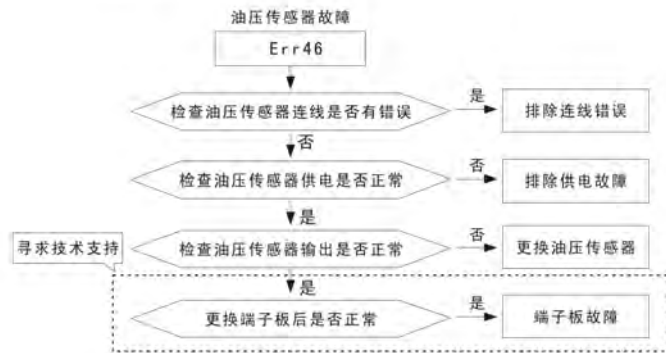 油压传感器故障
Err46
检查油压传感器连线是否有错误
是
排除连线错误
否
检查油压传感器供电是否正常
否
排除供电故障
是
寻求技术支持
检查油压传感器输出是否正常
否
更换油压传感器
是
更换端子板后是否正常
是
端子板故障